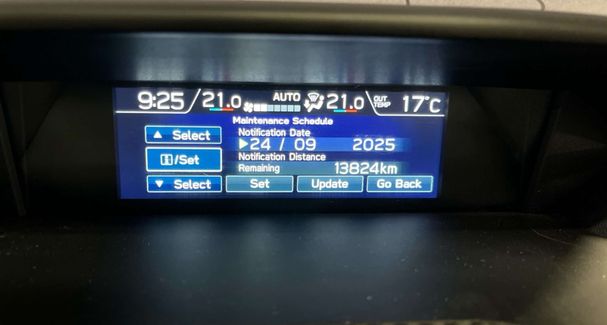 9:25 21.0 AUTO 21.0 OUT TEMP 17°C
Maintenance Schedule
Notification Date
▲ Select
▶24 / 09 2025
i/Set
Notification Distance
Remaining 13824km
▼ Select Set Update Go Back